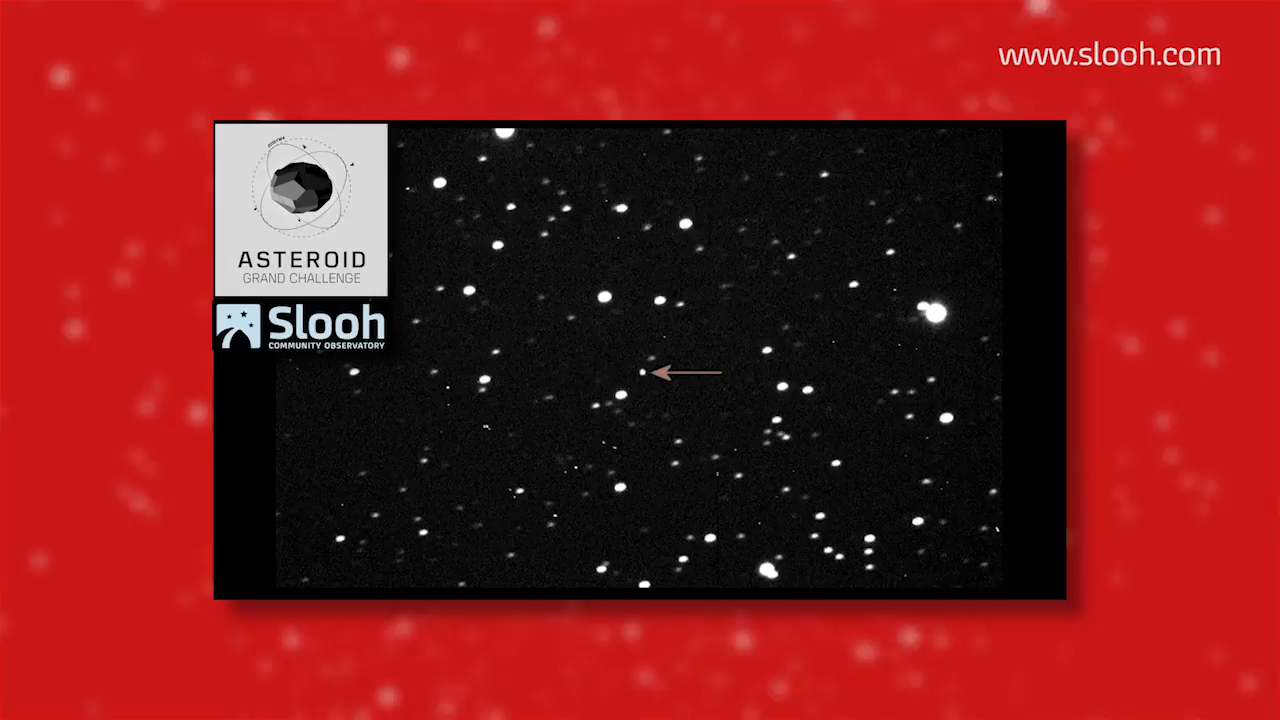 www.slooh.com
ASTEROID
GRAND CHALLENGE
Slooh
COMMUNITY OBSERVATORY